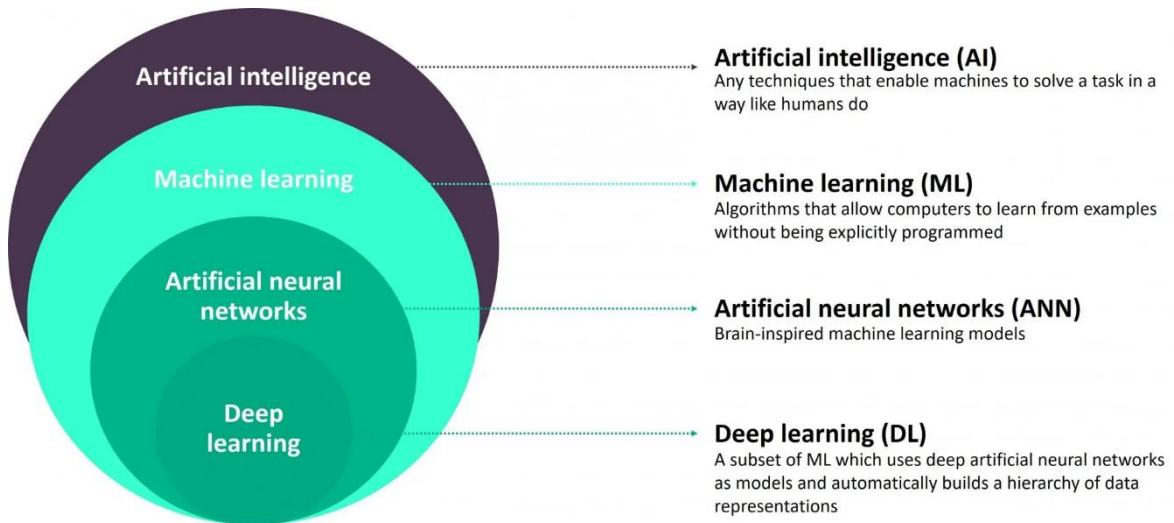 Artificial intelligence
Machine learning
Artificial neural
networks
Deep
learning
Artificial intelligence (AI)
Any techniques that enable machines to solve a task in a
way like humans do
Machine learning (ML)
Algorithms that allow computers to learn from examples
without being explicitly programmed
Artificial neural networks (ANN)
Brain-inspired machine learning models
Deep learning (DL)
A subset of ML which uses deep artificial neural networks
as models and automatically builds a hierarchy of data
representations